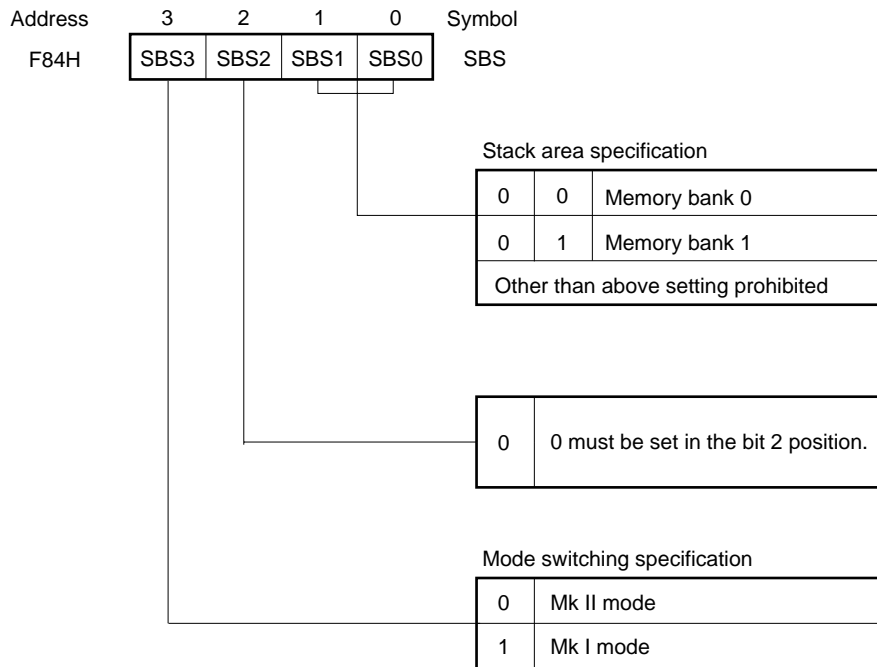 Address 3 2 1 0 Symbol
F84H SBS3 SBS2 SBS1 SBS0 SBS
Stack area specification
0 0 Memory bank 0
0 1 Memory bank 1
Other than above setting prohibited
0 0 must be set in the bit 2 position.
Mode switching specification
0 Mk II mode
1 Mk I mode